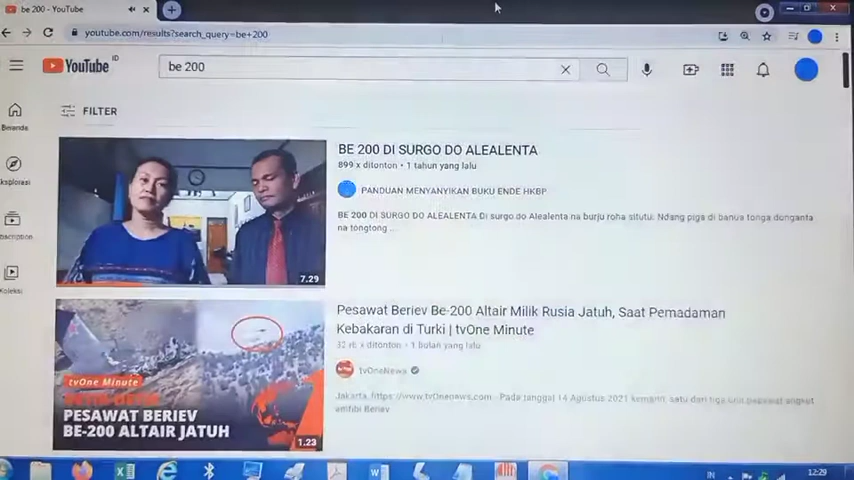 be 200 - YouTube
youtube.com/results?search_query=be+200
YouTube ID
be 200
FILTER
Beranda
Eksplorasi
Koleksi
BE 200 DI SURGO DO ALEALENTA
899 x ditonton • 1 tahun yang lalu
PANDUAN MENYANYIKAN BUKU ENDE HKBP
BE 200 DI SURGO DO ALEALENTA Di surgo do Alealenta na burju roha situtu. Ndang piga di banua tonga donganta
na tongtong ...
7.29
Pesawat Beriev Be-200 Altair Milik Rusia Jatuh, Saat Pemadaman
Kebakaran di Turki | tvOne Minute
32 rb x ditonton • 1 bulan yang lalu
tvOneNews
Jakarta, https://www.tvOnenews.com - Pada tanggal 14 Agustus 2021 kemarin, satu dari tiga unit pesawat angkut
amfibi Beriev
tvOne Minute
PESAWAT BERIEV
BE-200 ALTAIR JATUH
1.23
IN
12:29